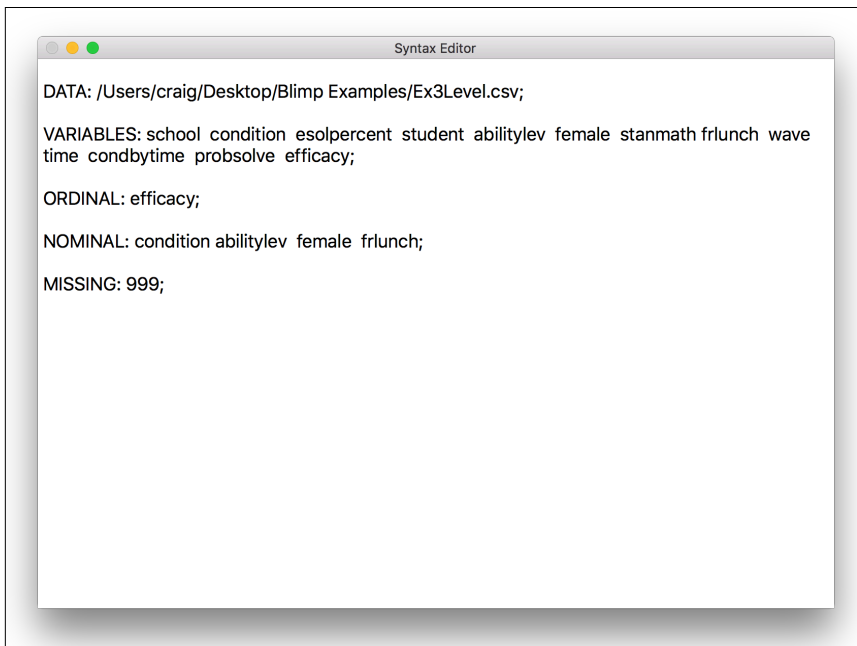 Syntax Editor
DATA: /Users/craig/Desktop/Blimp Examples/Ex3Level.csv;
VARIABLES: school condition esolpercent student abilitylev female stanmath frlunch wave
time condbytime probsolve efficacy;
ORDINAL: efficacy;
NOMINAL: condition abilitylev female frlunch;
MISSING: 999;